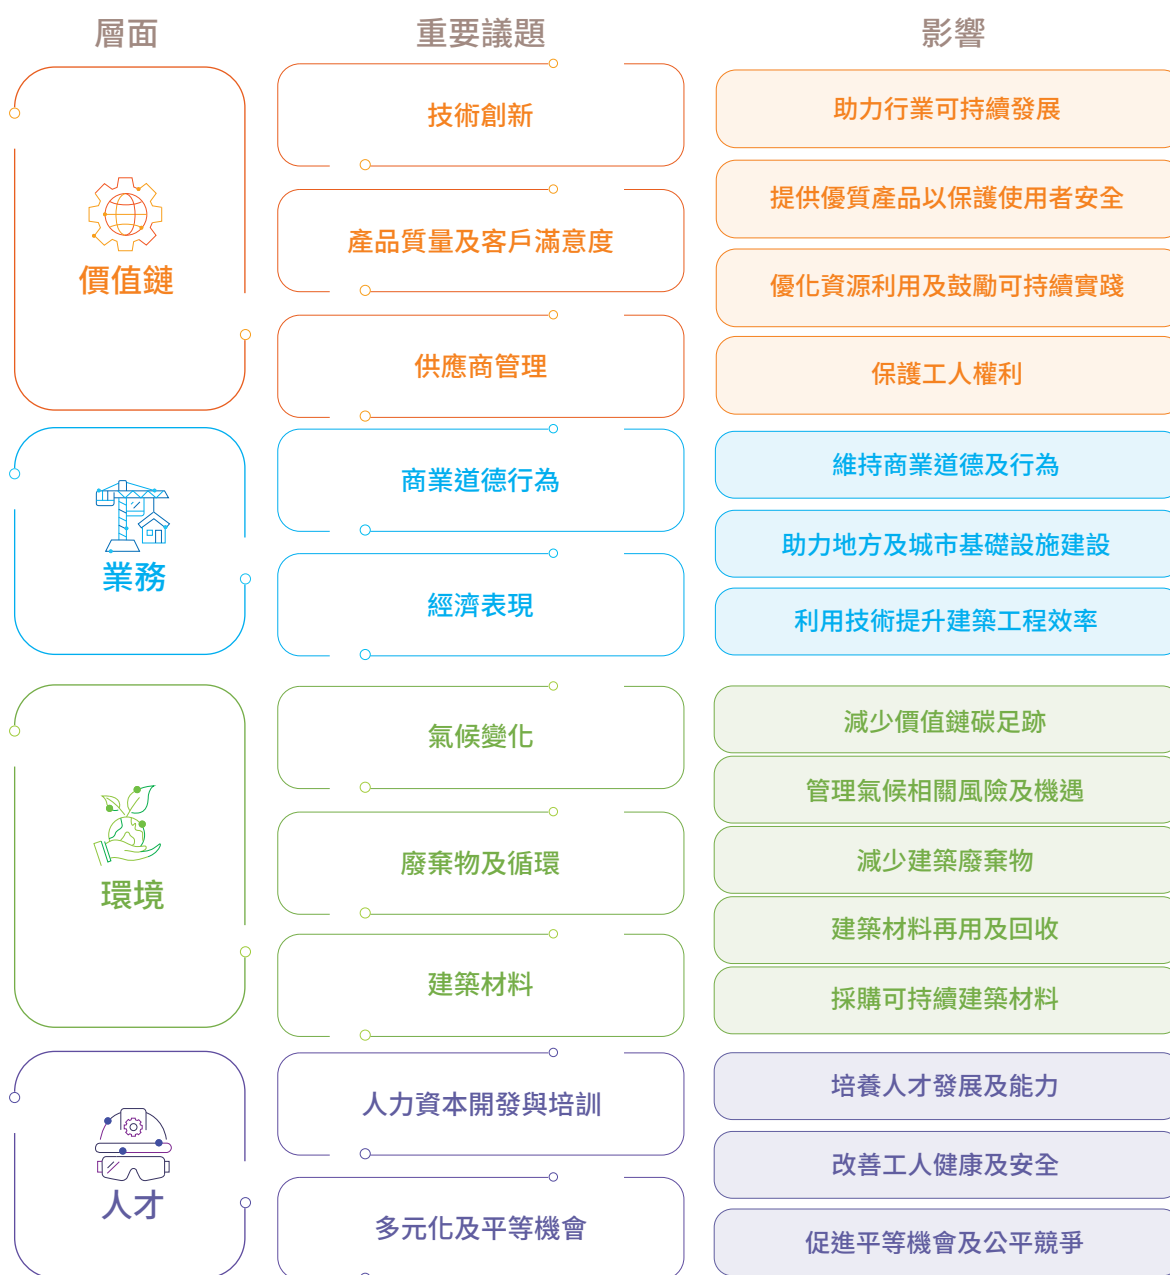 層面
重要議題
影響
價值鏈
技術創新
產品質量及客戶滿意度
供應商管理
助力行業可持續發展
提供優質產品以保護使用者安全
優化資源利用及鼓勵可持續實踐
保護工人權利
業務
商業道德行為
經濟表現
維持商業道德及行為
助力地方及城市基礎設施建設
利用技術提升建築工程效率
環境
氣候變化
廢棄物及循環
建築材料
減少價值鏈碳足跡
管理氣候相關風險及機遇
減少建築廢棄物
建築材料再用及回收
採購可持續建築材料
人才
人力資本開發與培訓
多元化及平等機會
培養人才發展及能力
改善工人健康及安全
促進平等機會及公平競爭